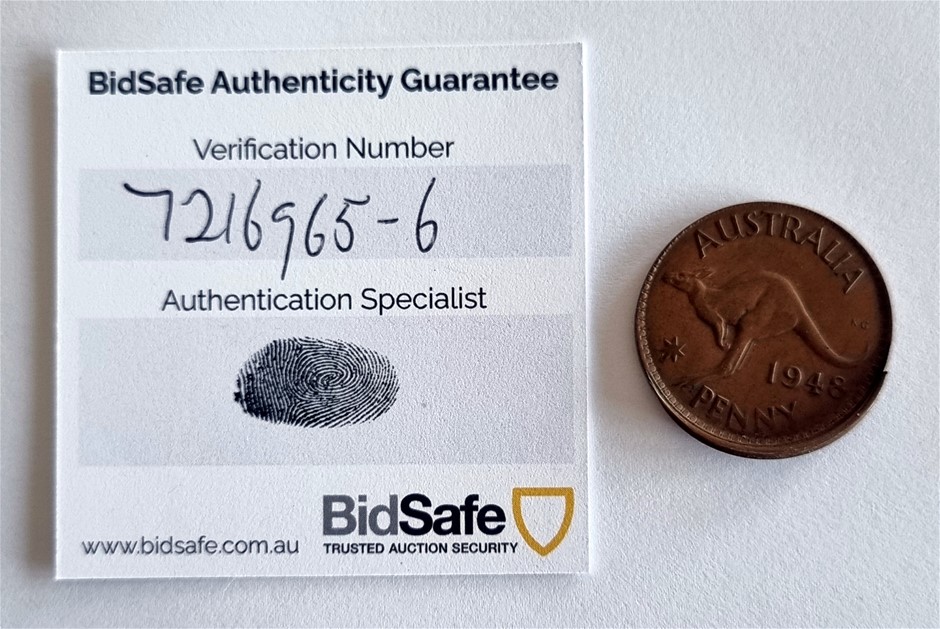 BidSafe Authenticity Guarantee
Verification Number
7216965-6
Authentication Specialist
www.bidsafe.com.au
BidSafe
TRUSTED AUCTION SECURITY
AUSTRALIA
KG
1948
PENNY